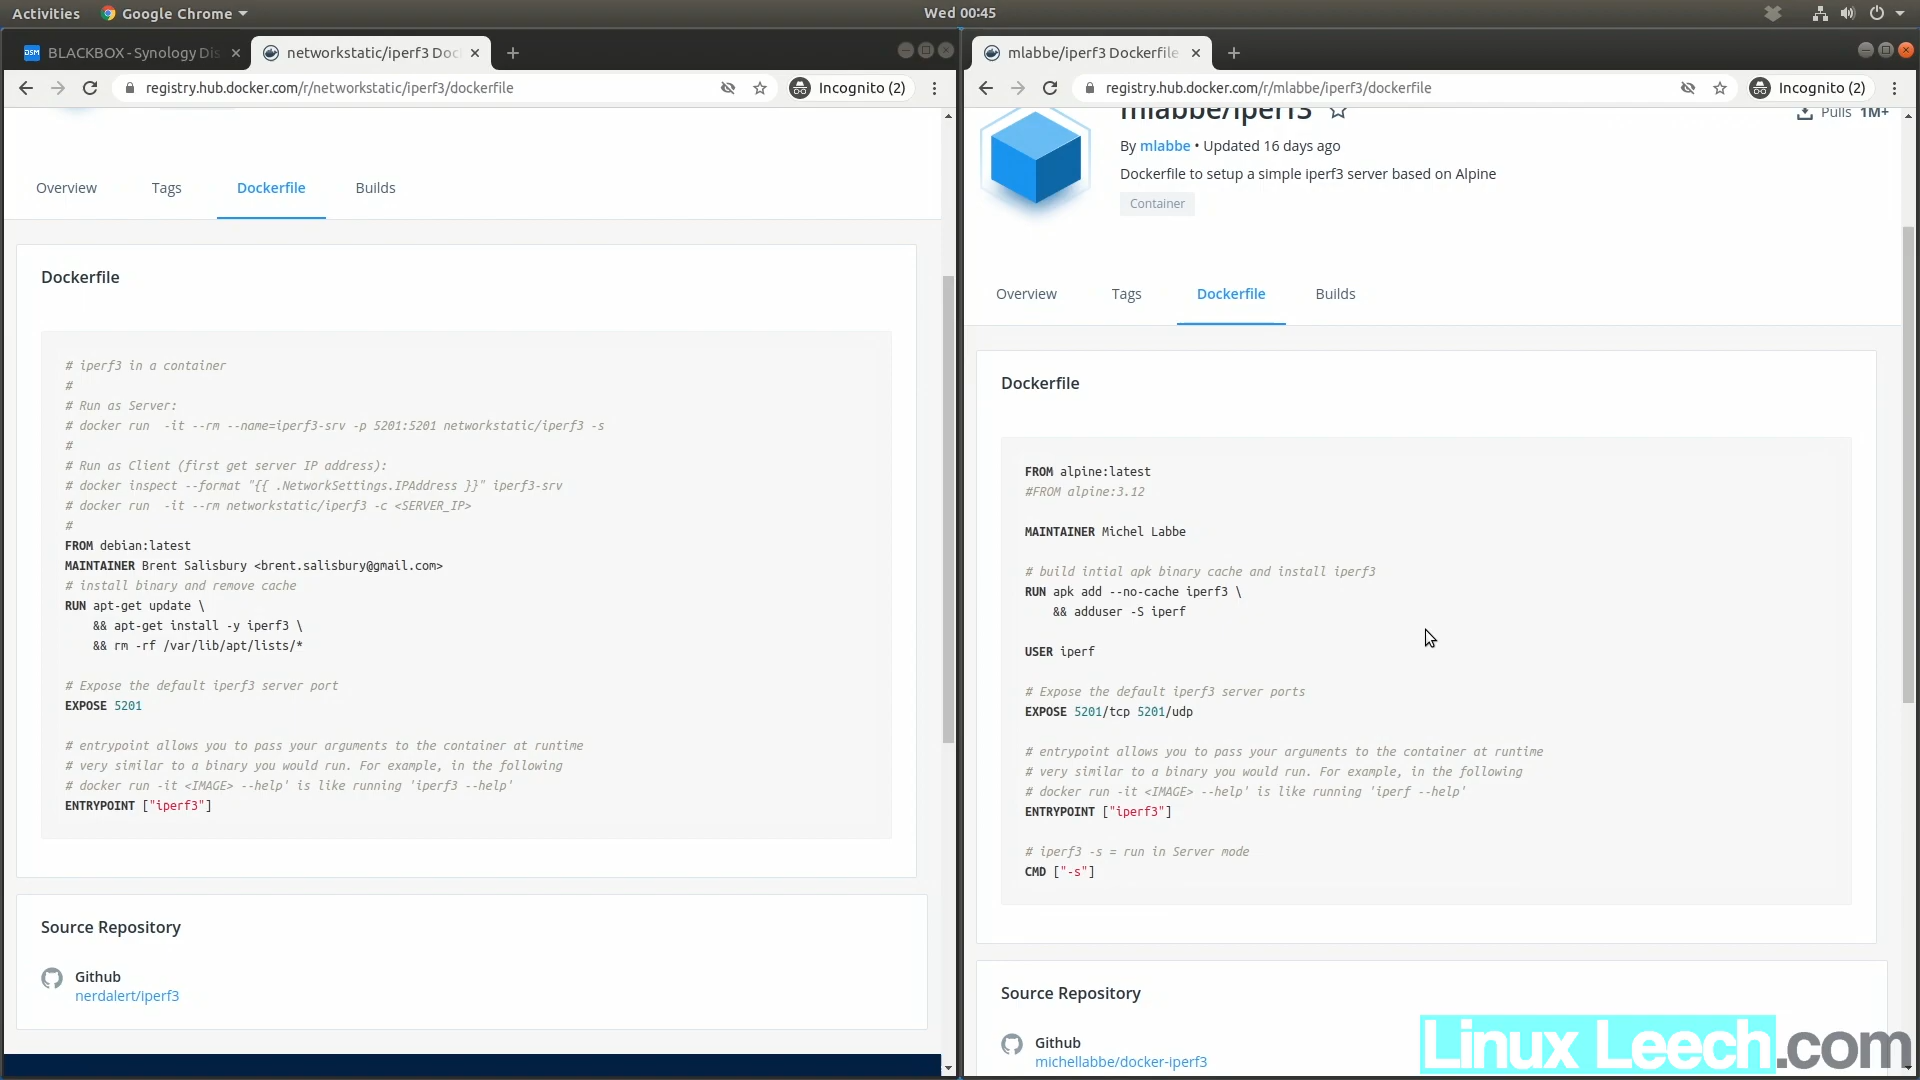 Activities
Google Chrome
Wed 00:45
BLACKBOX - Synology Dis
networkstatic/iperf3 Doc
registry.hub.docker.com/r/networkstatic/iperf3/dockerfile
Incognito (2)
Overview
Tags
Dockerfile
Builds
Dockerfile
# iperf3 in a container
#
# Run as Server:
# docker run  -it --rm --name=iperf3-srv -p 5201:5201 networkstatic/iperf3 -s
#
# Run as Client (first get server IP address):
# docker inspect --format "{{ .NetworkSettings.IPAddress }}" iperf3-srv
# docker run  -it --rm networkstatic/iperf3 -c <SERVER_IP>
#
FROM debian:latest
MAINTAINER Brent Salisbury <brent.salisbury@gmail.com>
# install binary and remove cache
RUN apt-get update \
    && apt-get install -y iperf3 \
    && rm -rf /var/lib/apt/lists/*
# Expose the default iperf3 server port
EXPOSE 5201
# entrypoint allows you to pass your arguments to the container at runtime
# very similar to a binary you would run. For example, in the following
# docker run -it <IMAGE> --help' is like running 'iperf3 --help'
ENTRYPOINT ["iperf3"]
Source Repository
Github
nerdalert/iperf3
mlabbe/iperf3 Dockerfile
registry.hub.docker.com/r/mlabbe/iperf3/dockerfile
Incognito (2)
mlabbe/iperf3
Pulls 1M+
By mlabbe • Updated 16 days ago
Dockerfile to setup a simple iperf3 server based on Alpine
Container
Overview
Tags
Dockerfile
Builds
Dockerfile
FROM alpine:latest
#FROM alpine:3.12
MAINTAINER Michel Labbe
# build intial apk binary cache and install iperf3
RUN apk add --no-cache iperf3 \
    && adduser -S iperf
USER iperf
# Expose the default iperf3 server ports
EXPOSE 5201/tcp 5201/udp
# entrypoint allows you to pass your arguments to the container at runtime
# very similar to a binary you would run. For example, in the following
# docker run -it <IMAGE> --help' is like running 'iperf --help'
ENTRYPOINT ["iperf3"]
# iperf3 -s = run in Server mode
CMD ["-s"]
Source Repository
Github
michellabbe/docker-iperf3
Linux Leech.com